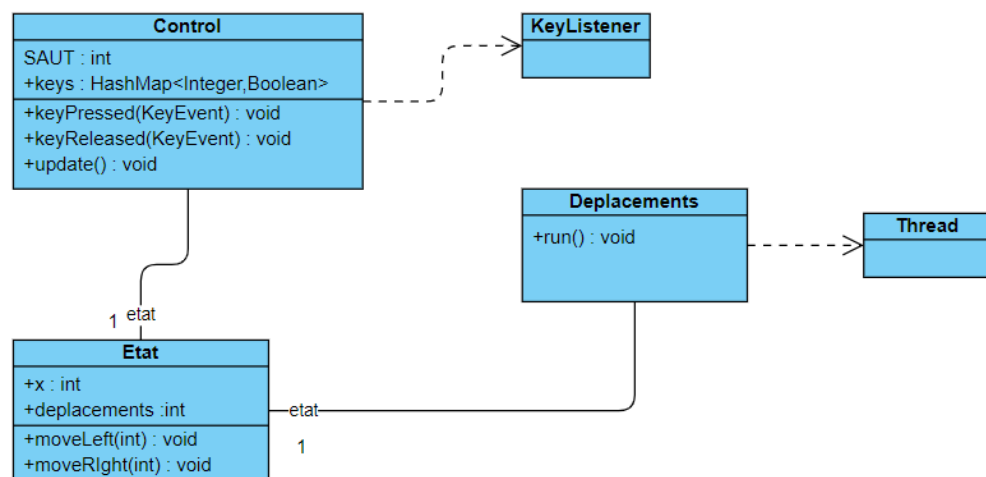 Control
SAUT : int
+keys : HashMap<Integer,Boolean>
+keyPressed(KeyEvent) : void
+keyReleased(KeyEvent) : void
+update() : void
KeyListener
Deplacements
+run() : void
Thread
etat
1
Etat
+x : int
+deplacements :int
+moveLeft(int) : void
+moveRIght(int) : void
etat
1